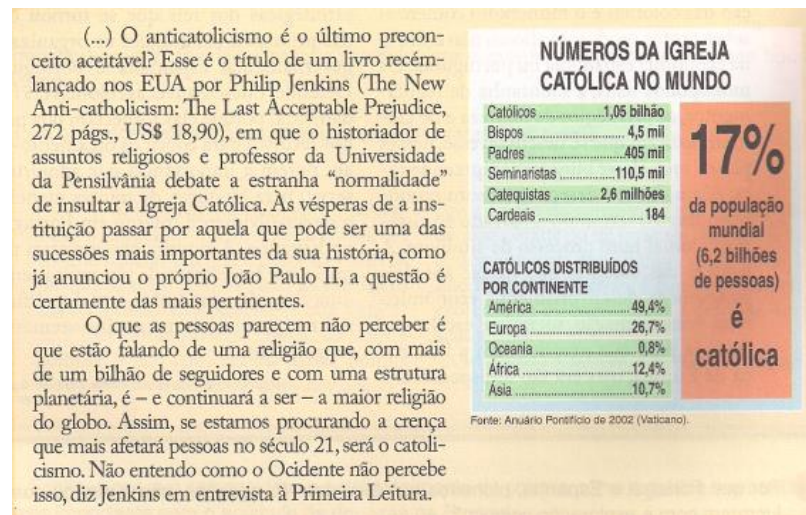 (...) O anticatolicismo é o último precon-
ceito aceitável? Esse é o título de um livro recém-
lançado nos EUA por Philip Jenkins (The New
Anti-catholicism: The Last Acceptable Prejudice,
272 págs., US$ 18,90), em que o historiador de
assuntos religiosos e professor da Universidade
da Pensilvânia debate a estranha “normalidade”
de insultar a Igreja Católica. Às vésperas de a ins-
tituição passar por aquela que pode ser uma das
sucessões mais importantes da sua história, como
já anunciou o próprio João Paulo II, a questão é
certamente das mais pertinentes.
O que as pessoas parecem não perceber é
que estão falando de uma religião que, com mais
de um bilhão de seguidores e com uma estrutura
planetária, é – e continuará a ser – a maior religião
do globo. Assim, se estamos procurando a crença
que mais afetará pessoas no século 21, será o catoli-
cismo. Não entendo como o Ocidente não percebe
isso, diz Jenkins em entrevista à Primeira Leitura.
NÚMEROS DA IGREJA
CATÓLICA NO MUNDO
Católicos ....................1,05 bilhão
Bispos ........................ 4,5 mil
Padres ........................405 mil
Seminaristas .................110,5 mil
Catequistas ..............2,6 milhões
Cardeais .......................... 184
CATÓLICOS DISTRIBUÍDOS
POR CONTINENTE
América ............................ 49,4%
Europa .............................26,7%
Oceania .............................0,8%
África ...............................12,4%
Ásia ..................................10,7%
17%
da população
mundial
(6,2 bilhões
de pessoas)
é
católica
Fonte: Anuário Pontifício de 2002 (Vaticano).